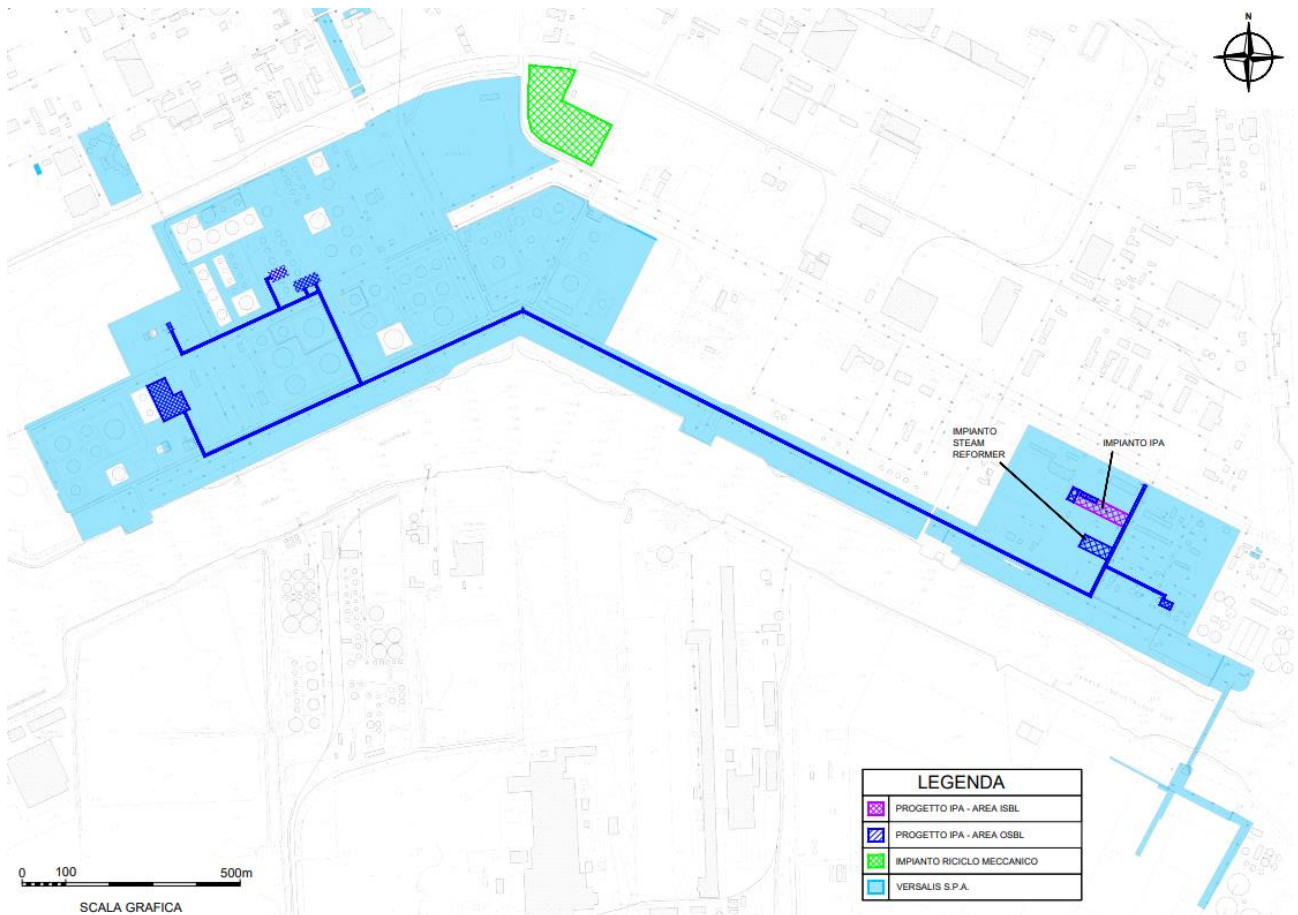 N
IMPIANTO
STEAM
REFORMER
IMPIANTO IPA
LEGENDA
PROGETTO IPA - AREA ISBL
PROGETTO IPA - AREA OSBL
IMPIANTO RICICLO MECCANICO
VERSALIS S.P.A.
0 100 500m
SCALA GRAFICA